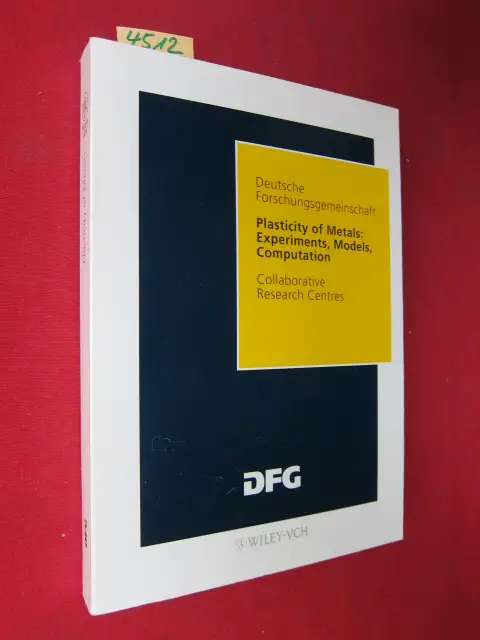 4512
Deutsche
Forschungsgemeinschaft
Plasticity of Metals:
Experiments, Models,
Computation
Collaborative
Research Centres
DFG
WILEY-VCH